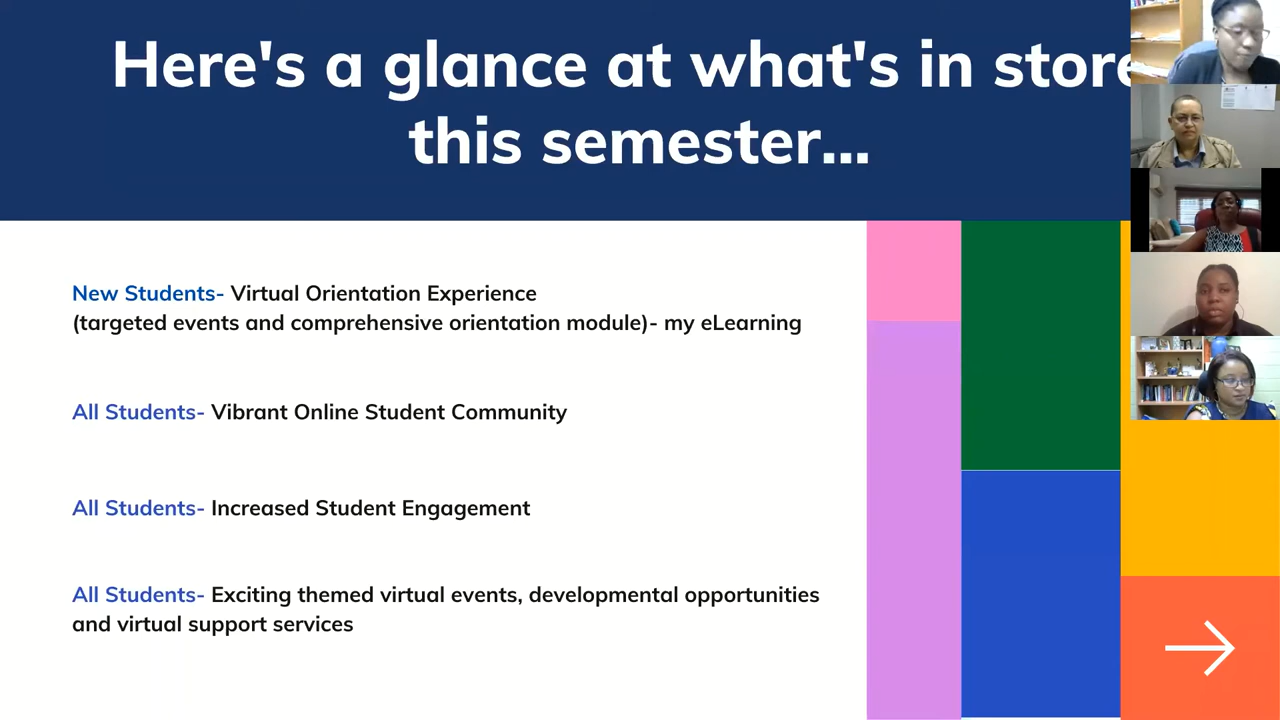 Here's a glance at what's in store
this semester...
New Students- Virtual Orientation Experience
(targeted events and comprehensive orientation module)- my eLearning
All Students- Vibrant Online Student Community
All Students- Increased Student Engagement
All Students- Exciting themed virtual events, developmental opportunities
and virtual support services